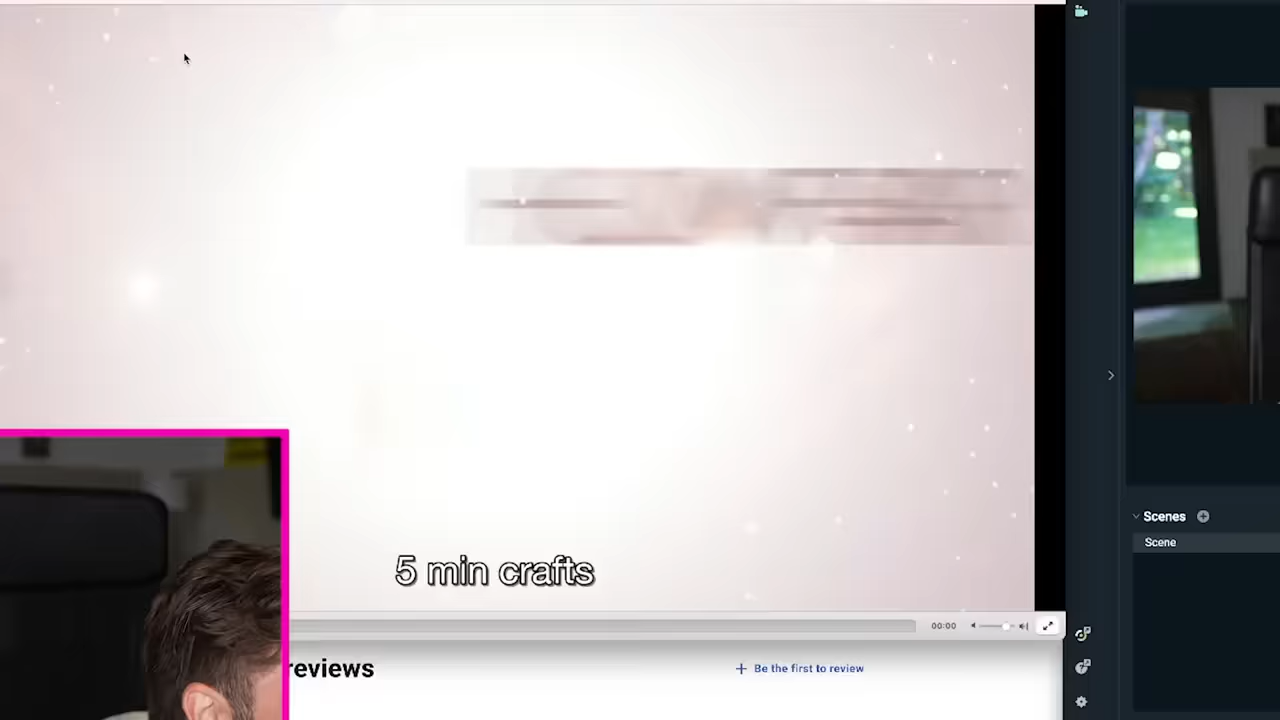 Scenes
Scene
5 min crafts
00:00
reviews
Be the first to review